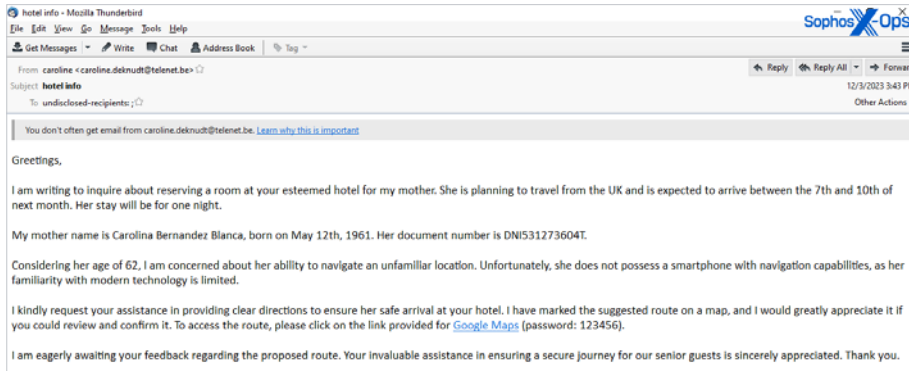 hotel info - Mozilla Thunderbird
Sophos X-Ops
File Edit View Go Message Tools Help
Get Messages Write Chat Address Book Tag
From caroline <caroline.deknudt@telenet.be>
Reply Reply All Forwar
Subject hotel info
12/3/2023 3:43 P
To undisclosed-recipients: ;
Other Actions
You don't often get email from caroline.deknudt@telenet.be. Learn why this is important
Greetings,
I am writing to inquire about reserving a room at your esteemed hotel for my mother. She is planning to travel from the UK and is expected to arrive between the 7th and 10th of
next month. Her stay will be for one night.
My mother name is Carolina Bernandez Blanca, born on May 12th, 1961. Her document number is DNI531273604T.
Considering her age of 62, I am concerned about her ability to navigate an unfamiliar location. Unfortunately, she does not possess a smartphone with navigation capabilities, as her
familiarity with modern technology is limited.
I kindly request your assistance in providing clear directions to ensure her safe arrival at your hotel. I have marked the suggested route on a map, and I would greatly appreciate it if
you could review and confirm it. To access the route, please click on the link provided for Google Maps (password: 123456).
I am eagerly awaiting your feedback regarding the proposed route. Your invaluable assistance in ensuring a secure journey for our senior guests is sincerely appreciated. Thank you.